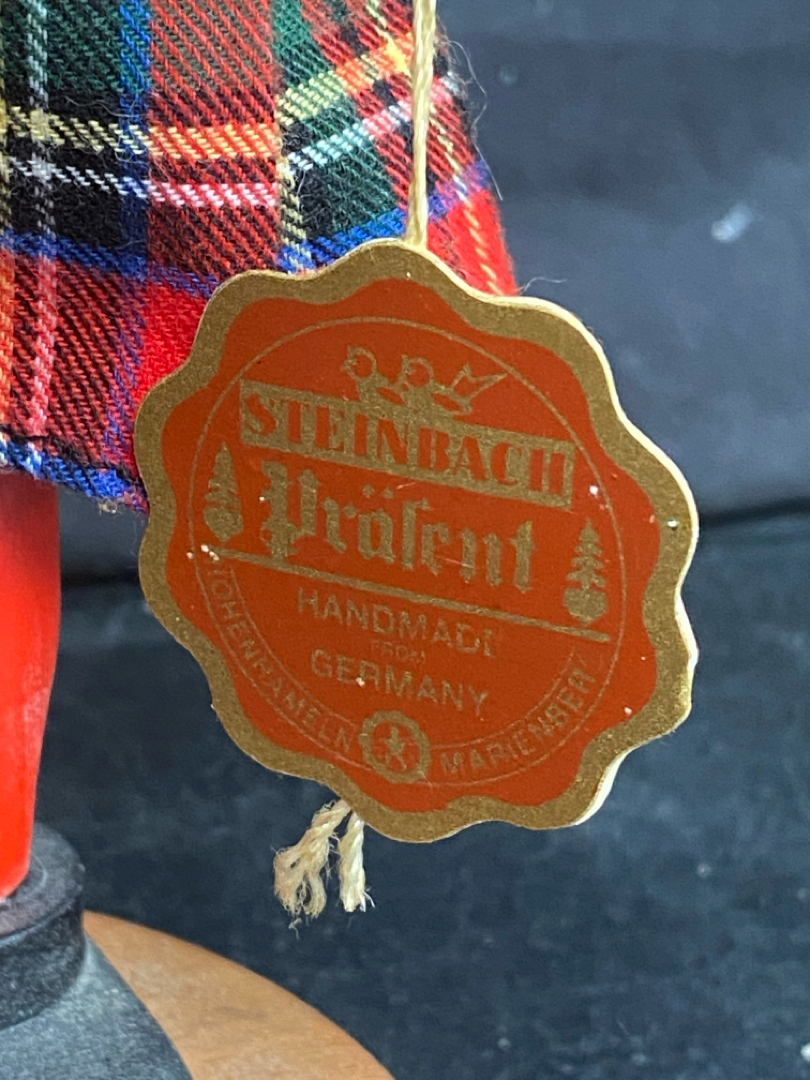 STEINBACH
Präſent
HANDMADE
FROM
GERMANY
HOHENHAMELN
MARIENBERG